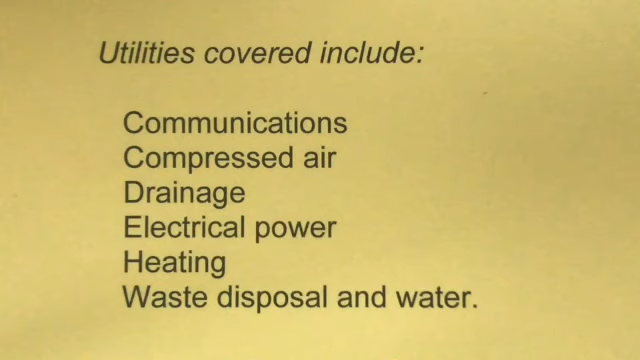 Utilities covered include:
Communications
Compressed air
Drainage
Electrical power
Heating
Waste disposal and water.